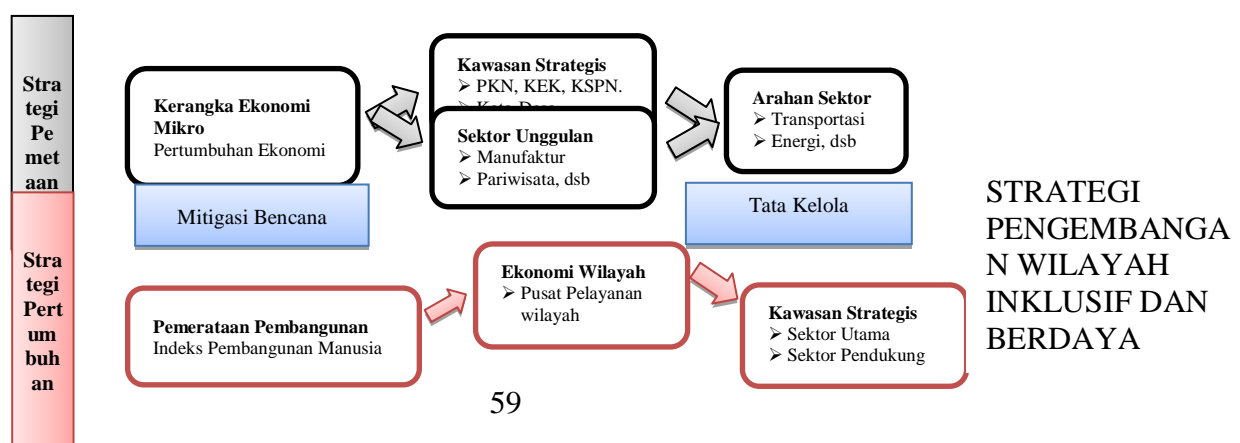 Stra
tegi
Pe
met
aan
Kerangka Ekonomi
Mikro
Pertumbuhan Ekonomi
Kawasan Strategis
➢ PKN, KEK, KSPN.
Sektor Unggulan
➢ Manufaktur
➢ Pariwisata, dsb
Arahan Sektor
➢ Transportasi
➢ Energi, dsb
Mitigasi Bencana
Tata Kelola
Stra
tegi
Pert
um
buh
an
Pemerataan Pembangunan
Indeks Pembangunan Manusia
Ekonomi Wilayah
➢ Pusat Pelayanan
wilayah
Kawasan Strategis
➢ Sektor Utama
➢ Sektor Pendukung
STRATEGI
PENGEMBANGA
N WILAYAH
INKLUSIF DAN
BERDAYA
59